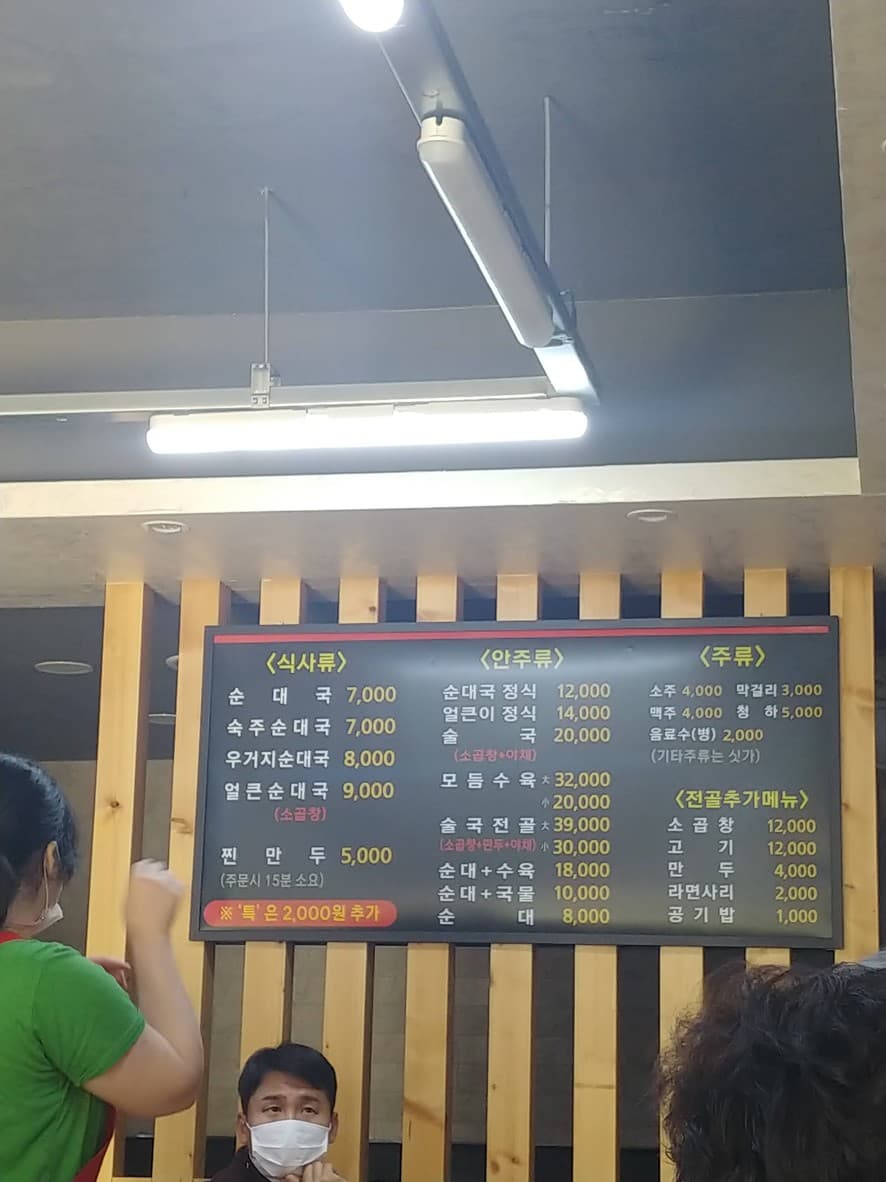 <식사류>
순 대 국 7,000
숙주순대국 7,000
우거지순대국 8,000
얼큰순대국 9,000
(소곱창)
찐 만 두 5,000
(주문시 15분 소요)
※ '특' 은 2,000원 추가
<안주류>
순대국 정식 12,000
얼큰이 정식 14,000
술 국 20,000
(소곱창+야채)
모 듬 수 육 大 32,000
小 20,000
술 국 전 골 大 39,000
(소곱창+만두+야채) 小 30,000
순 대 + 수 육 18,000
순 대 + 국 물 10,000
순 대 8,000
<주류>
소주 4,000 막걸리 3,000
맥주 4,000 청 하 5,000
음료수(병) 2,000
(기타주류는 싯가)
<전골추가메뉴>
소 곱 창 12,000
고 기 12,000
만 두 4,000
라면사리 2,000
공 기 밥 1,000